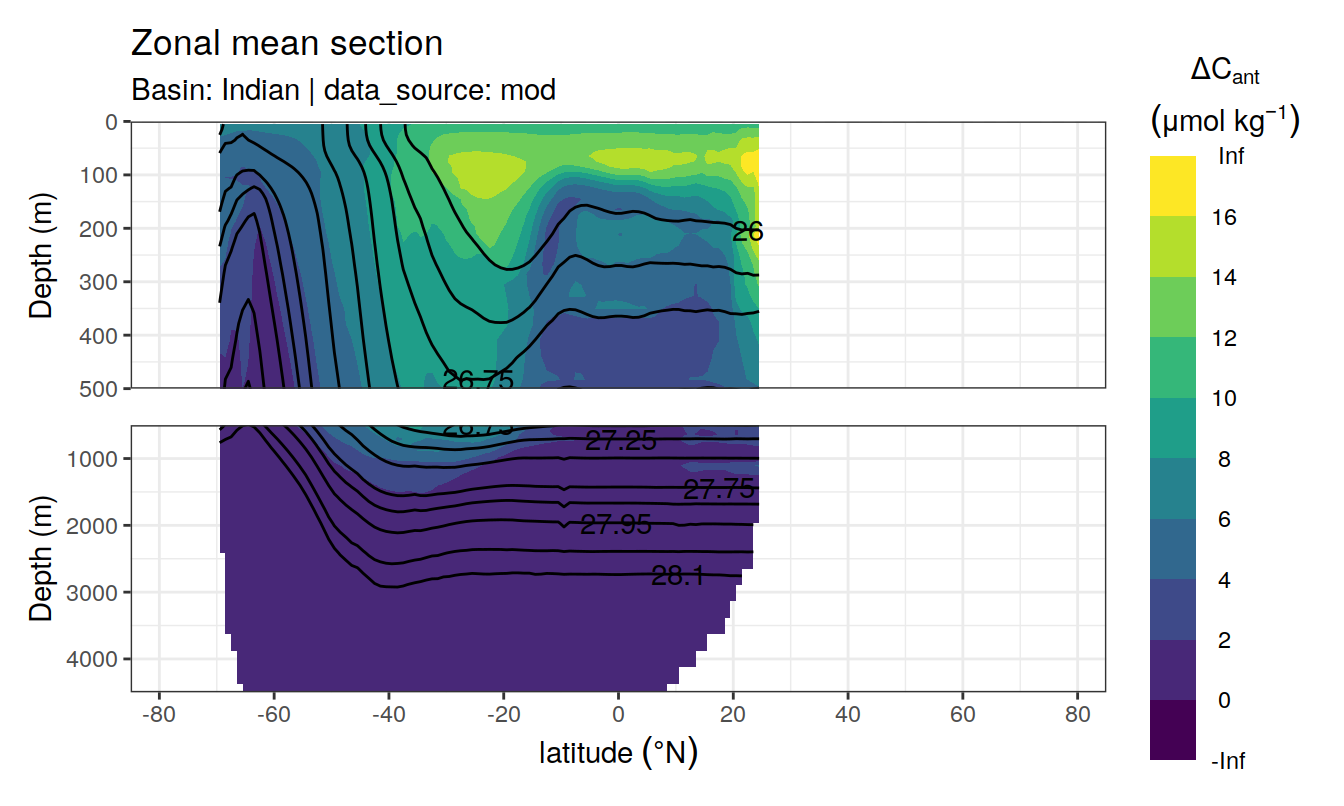 Zonal mean section
Basin: Indian | data_source: mod
ΔCant
(μmol kg⁻¹)
Inf
16
14
12
10
8
6
4
2
0
-Inf
Depth (m)
0
100
200
300
400
500
26
26.75
Depth (m)
1000
2000
3000
4000
26.75
27.25
27.75
27.95
28.1
-80 -60 -40 -20 0 20 40 60 80
latitude (°N)